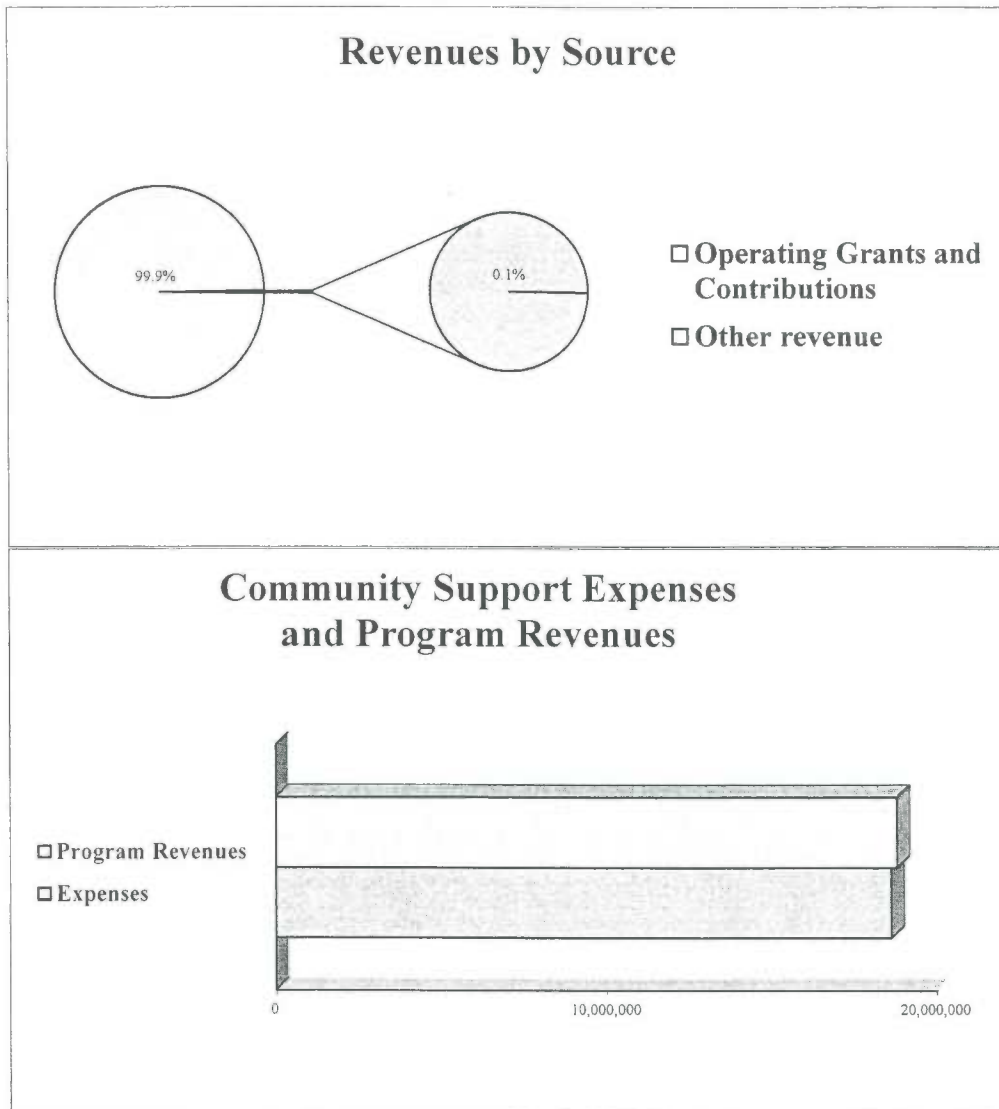 Revenues by Source
99.9%
0.1%
Operating Grants and
Contributions
Other revenue
Community Support Expenses
and Program Revenues
Program Revenues
Expenses
0
10,000,000
20,000,000